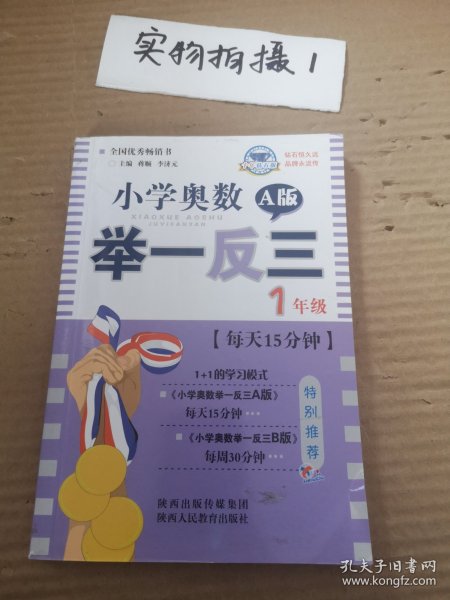 实物拍摄1
全国优秀畅销书
主编 蒋顺 李济元
钻石恒久远
品牌永流传
小学奥数 A版
XIAOXUE AOSHU
JUYIFANSAN
举一反三
1年级
【每天15分钟】
1+1的学习模式
《小学奥数举一反三A版》
每天15分钟
《小学奥数举一反三B版》
每周30分钟
特别推荐
陕西出版传媒集团
陕西人民教育出版社
孔夫子旧书网
www.kongfz.com